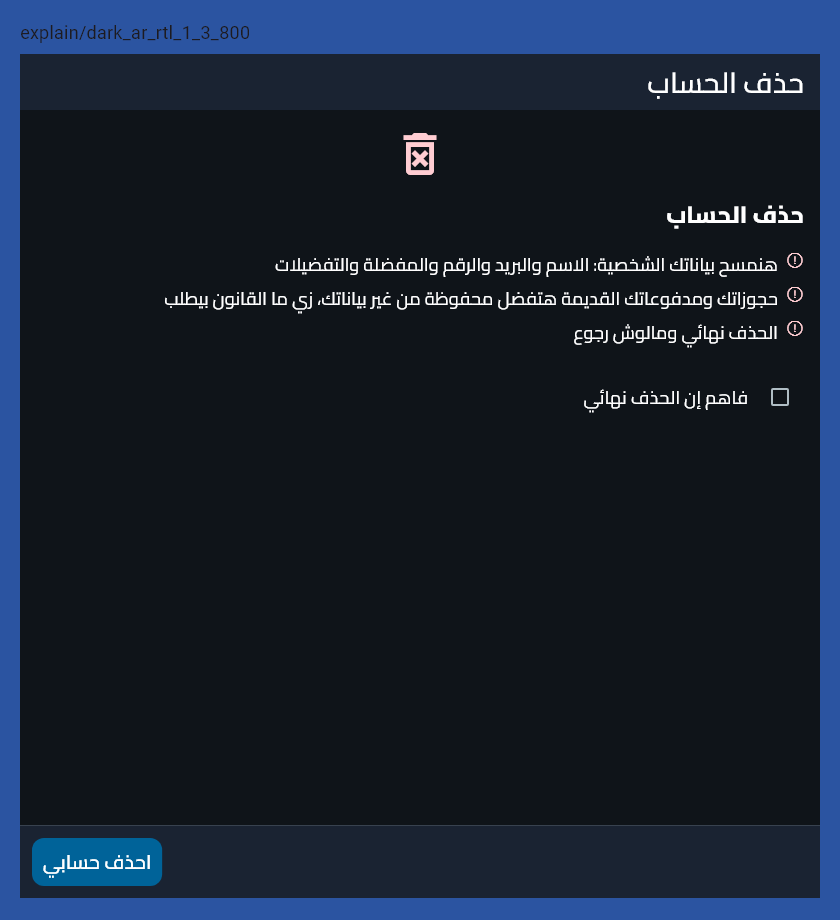 explain/dark_ar_rtl_1_3_800
حذف الحساب
حذف الحساب
هنمسح بياناتك الشخصية: الاسم والبريد والرقم والمفضلة والتفضيلات
حجوزاتك ومدفوعاتك القديمة هتفضل محفوظة من غير بياناتك، زي ما القانون بيطلب
الحذف نهائي ومالوش رجوع
فاهم إن الحذف نهائي
احذف حسابي